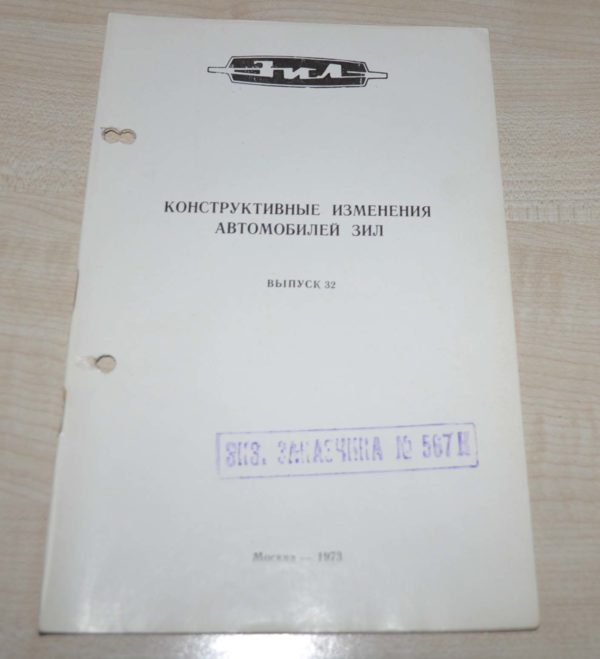 ЗИЛ
КОНСТРУКТИВНЫЕ ИЗМЕНЕНИЯ
АВТОМОБИЛЕЙ ЗИЛ
ВЫПУСК 32
ЭКЗ. ЗАКАЗЧИКА № 567
Москва — 1973